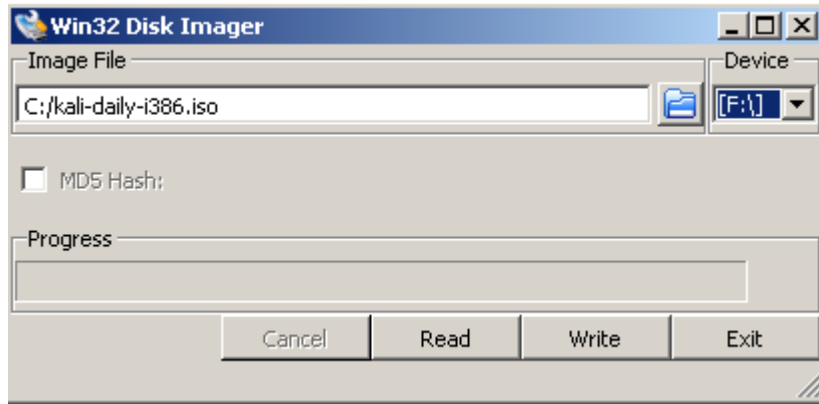 Win32 Disk Imager
Image File
Device
C:/kali-daily-i386.iso
[F:\]
MD5 Hash:
Progress
Cancel Read Write Exit